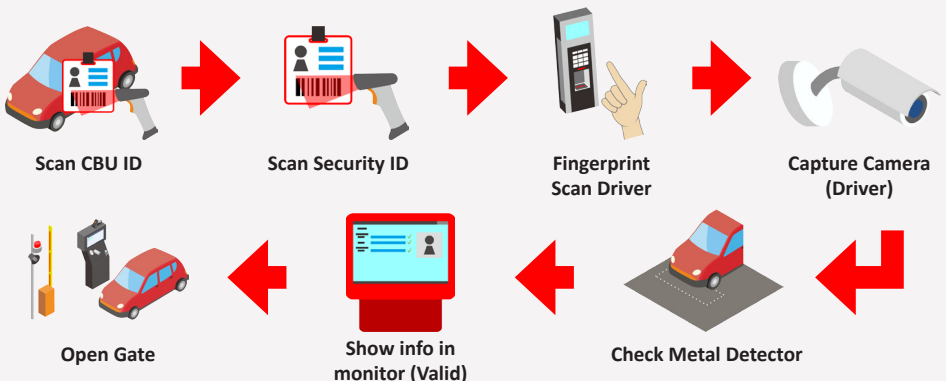 Scan CBU ID
Scan Security ID
Fingerprint
Scan Driver
Capture Camera
(Driver)
Open Gate
Show info in
monitor (Valid)
Check Metal Detector